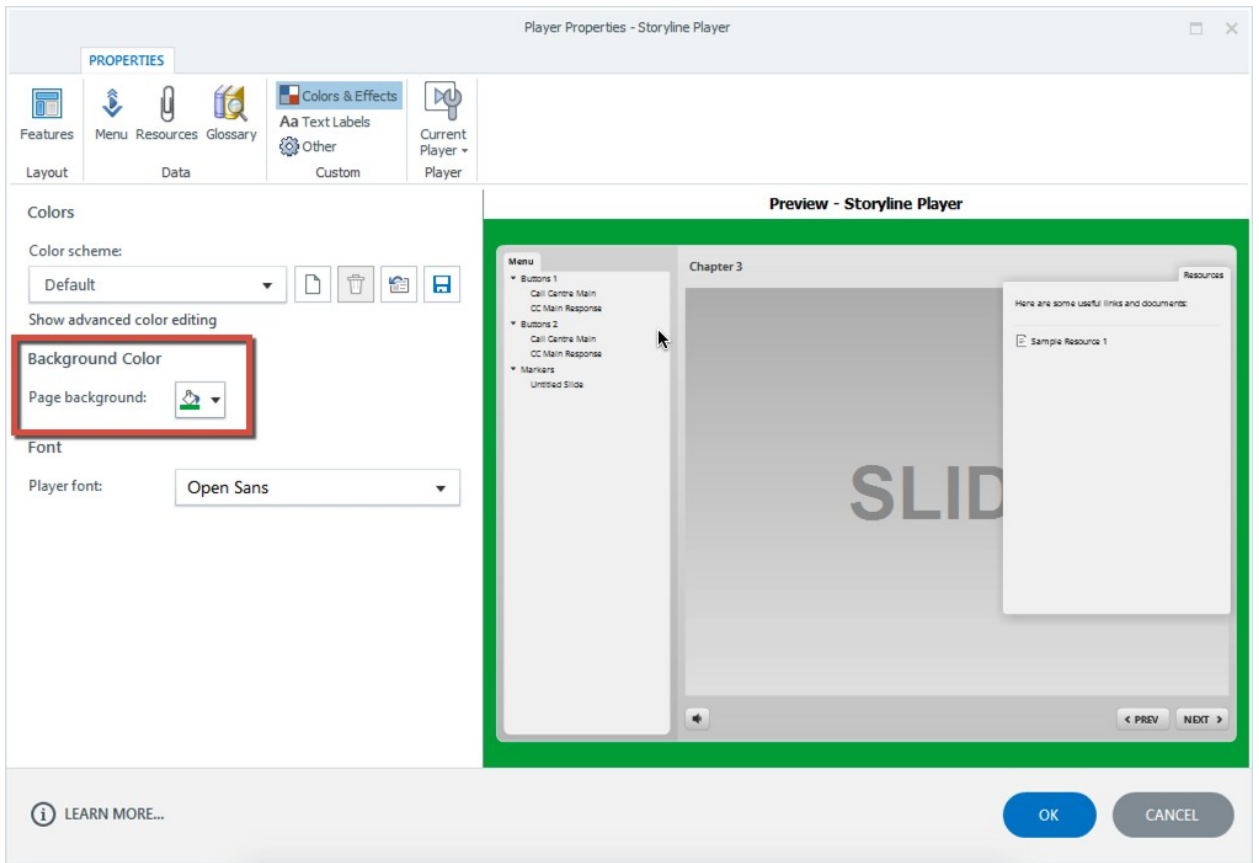 Player Properties - Storyline Player
PROPERTIES
Features
Menu
Resources
Glossary
Colors & Effects
Aa Text Labels
Other
Current
Player
Layout
Data
Custom
Player
Colors
Color scheme:
Default
Show advanced color editing
Background Color
Page background:
Font
Player font:
Open Sans
Preview - Storyline Player
Menu
Buttons 1
Call Centre Main
CC Main Response
Buttons 2
Call Centre Main
CC Main Response
Markers
Untitled Slide
Chapter 3
SLID
Resources
Here are some useful links and documents:
Sample Resource 1
< PREV
NEXT >
LEARN MORE...
OK
CANCEL